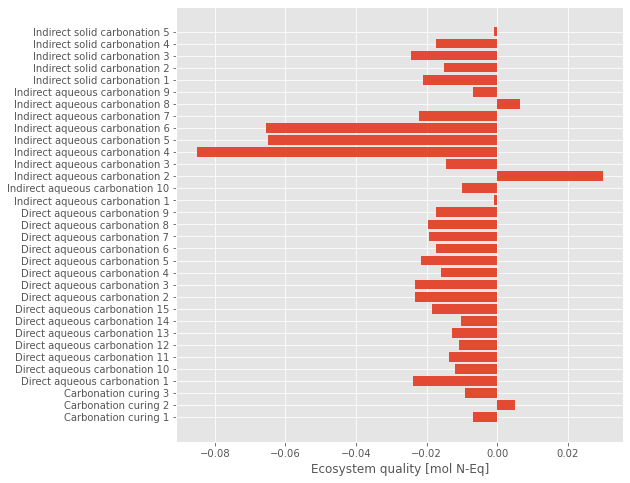 Indirect solid carbonation 5
Indirect solid carbonation 4
Indirect solid carbonation 3
Indirect solid carbonation 2
Indirect solid carbonation 1
Indirect aqueous carbonation 9
Indirect aqueous carbonation 8
Indirect aqueous carbonation 7
Indirect aqueous carbonation 6
Indirect aqueous carbonation 5
Indirect aqueous carbonation 4
Indirect aqueous carbonation 3
Indirect aqueous carbonation 2
Indirect aqueous carbonation 10
Indirect aqueous carbonation 1
Direct aqueous carbonation 9
Direct aqueous carbonation 8
Direct aqueous carbonation 7
Direct aqueous carbonation 6
Direct aqueous carbonation 5
Direct aqueous carbonation 4
Direct aqueous carbonation 3
Direct aqueous carbonation 2
Direct aqueous carbonation 15
Direct aqueous carbonation 14
Direct aqueous carbonation 13
Direct aqueous carbonation 12
Direct aqueous carbonation 11
Direct aqueous carbonation 10
Direct aqueous carbonation 1
Carbonation curing 3
Carbonation curing 2
Carbonation curing 1
−0.08 −0.06 −0.04 −0.02 0.00 0.02
Ecosystem quality [mol N-Eq]